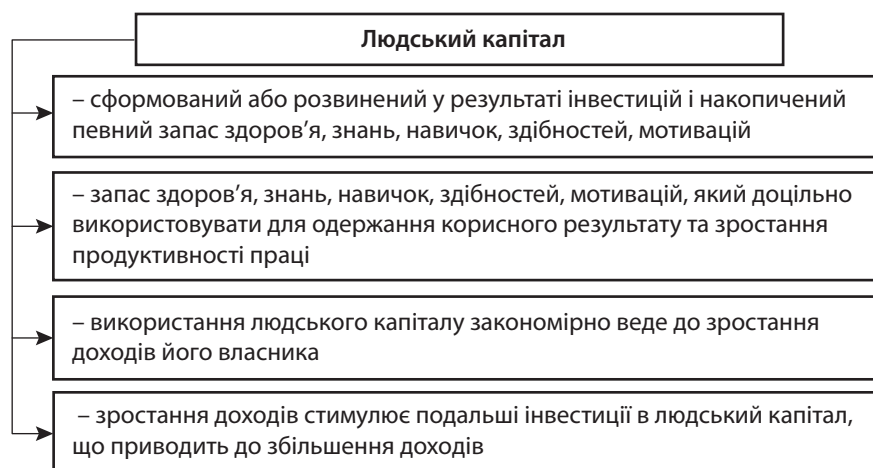 Людський капітал
– сформований або розвинений у результаті інвестицій і накопичений
певний запас здоров’я, знань, навичок, здібностей, мотивацій
– запас здоров’я, знань, навичок, здібностей, мотивацій, який доцільно
використовувати для одержання корисного результату та зростання
продуктивності праці
– використання людського капіталу закономірно веде до зростання
доходів його власника
– зростання доходів стимулює подальші інвестиції в людський капітал,
що приводить до збільшення доходів